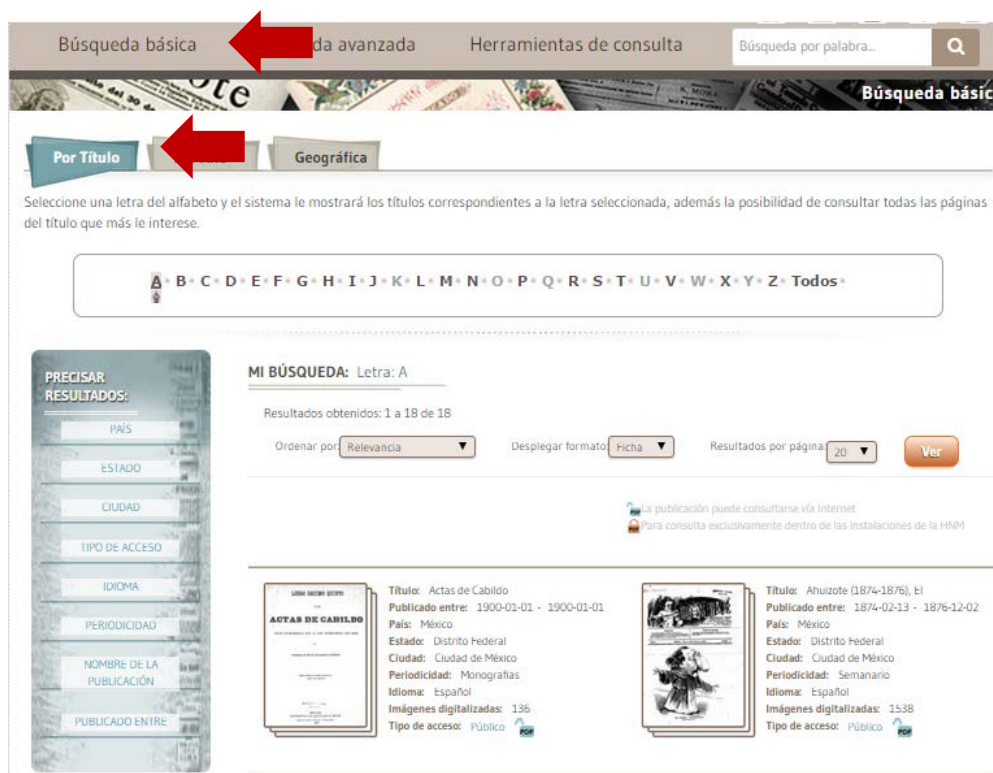 Búsqueda básica
da avanzada
Herramientas de consulta
Búsqueda por palabra...
Búsqueda básic
Por Título
Geográfica
Seleccione una letra del alfabeto y el sistema le mostrará los títulos correspondientes a la letra seleccionada, además la posibilidad de consultar todas las páginas
del título que más le interese.
A B C D E F G H I J K L M N O P Q R S T U V W X Y Z Todos
PRECISAR
RESULTADOS:
PAÍS
ESTADO
CIUDAD
TIPO DE ACCESO
IDIOMA
PERIODICIDAD
NOMBRE DE LA
PUBLICACIÓN
PUBLICADO ENTRE
MI BÚSQUEDA: Letra: A
Resultados obtenidos: 1 a 18 de 18
Ordenar por: Relevancia
Desplegar formato: Ficha
Resultados por página: 20
Ver
La publicación puede consultarse vía Internet
Para consulta exclusivamente dentro de las instalaciones de la HNM
ACTAS DE CABILDO
Título: Actas de Cabildo
Publicado entre: 1900-01-01 - 1900-01-01
País: México
Estado: Distrito Federal
Ciudad: Ciudad de México
Periodicidad: Monografías
Idioma: Español
Imágenes digitalizadas: 136
Tipo de acceso: Público
PDF
Título: Ahuizote (1874-1876), El
Publicado entre: 1874-02-13 - 1876-12-02
País: México
Estado: Distrito Federal
Ciudad: Ciudad de México
Periodicidad: Semanario
Idioma: Español
Imágenes digitalizadas: 1538
Tipo de acceso: Público
PDF